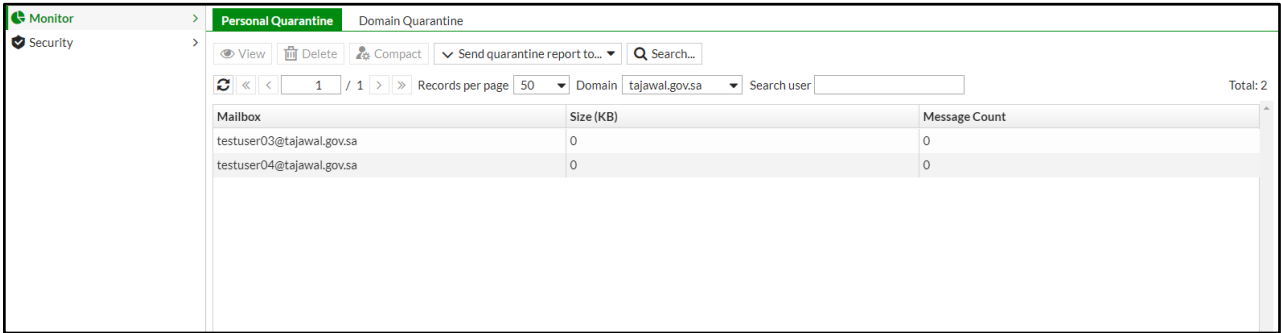 Monitor
Security
Personal Quarantine Domain Quarantine
View Delete Compact Send quarantine report to... Search...
1 / 1 Records per page 50 Domain tajawal.gov.sa Search user Total: 2
Mailbox Size (KB) Message Count
testuser03@tajawal.gov.sa 0 0
testuser04@tajawal.gov.sa 0 0